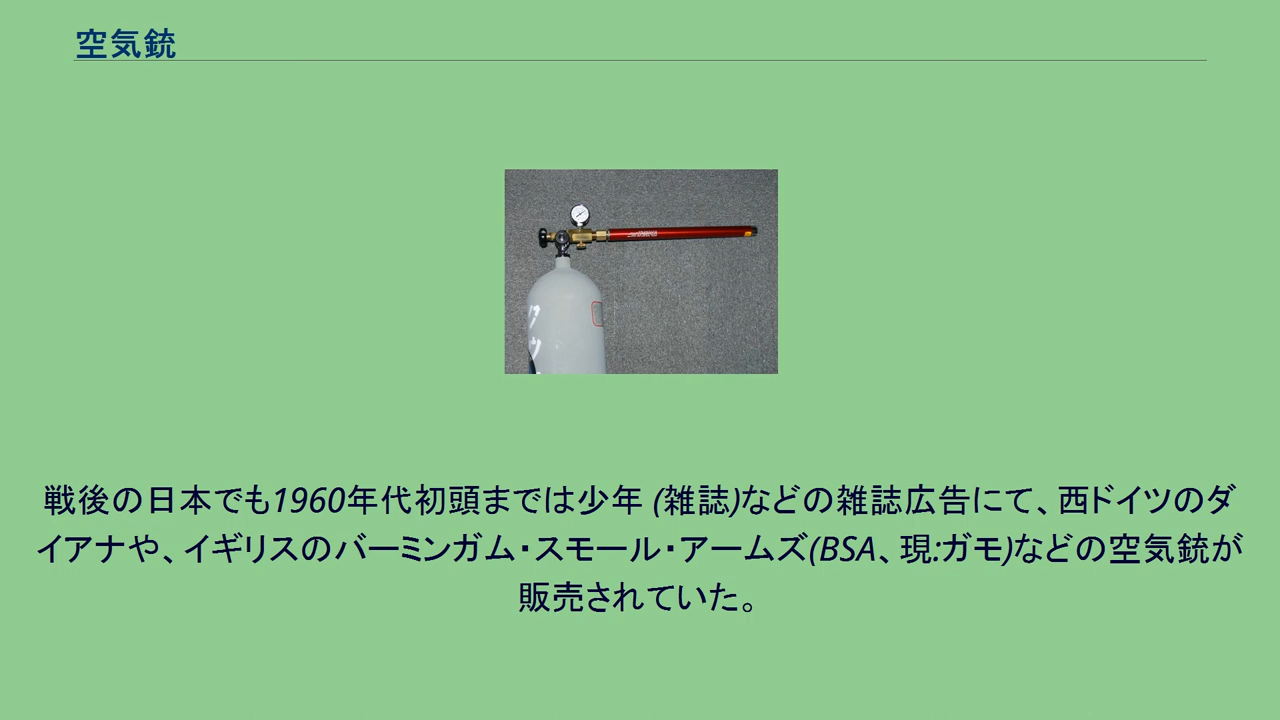 空気銃
戦後の日本でも1960年代初頭までは少年 (雑誌)などの雑誌広告にて、西ドイツのダ
イアナや、イギリスのバーミンガム・スモール・アームズ(BSA、現:ガモ)などの空気銃が
販売されていた。